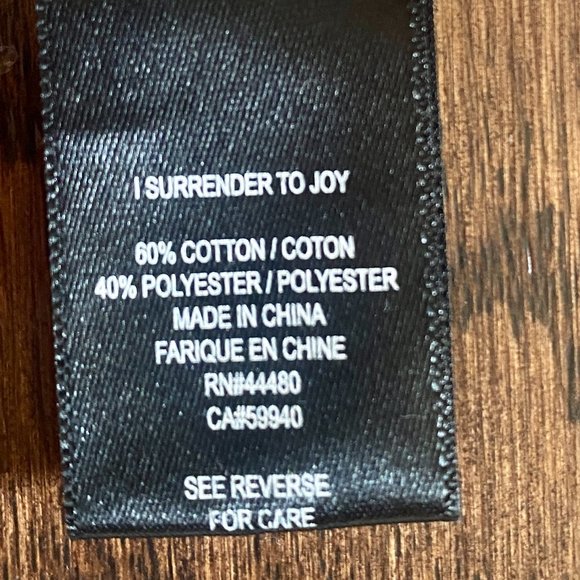 I SURRENDER TO JOY
60% COTTON / COTON
40% POLYESTER / POLYESTER
MADE IN CHINA
FARIQUE EN CHINE
RN#44480
CA#59940
SEE REVERSE
FOR CARE